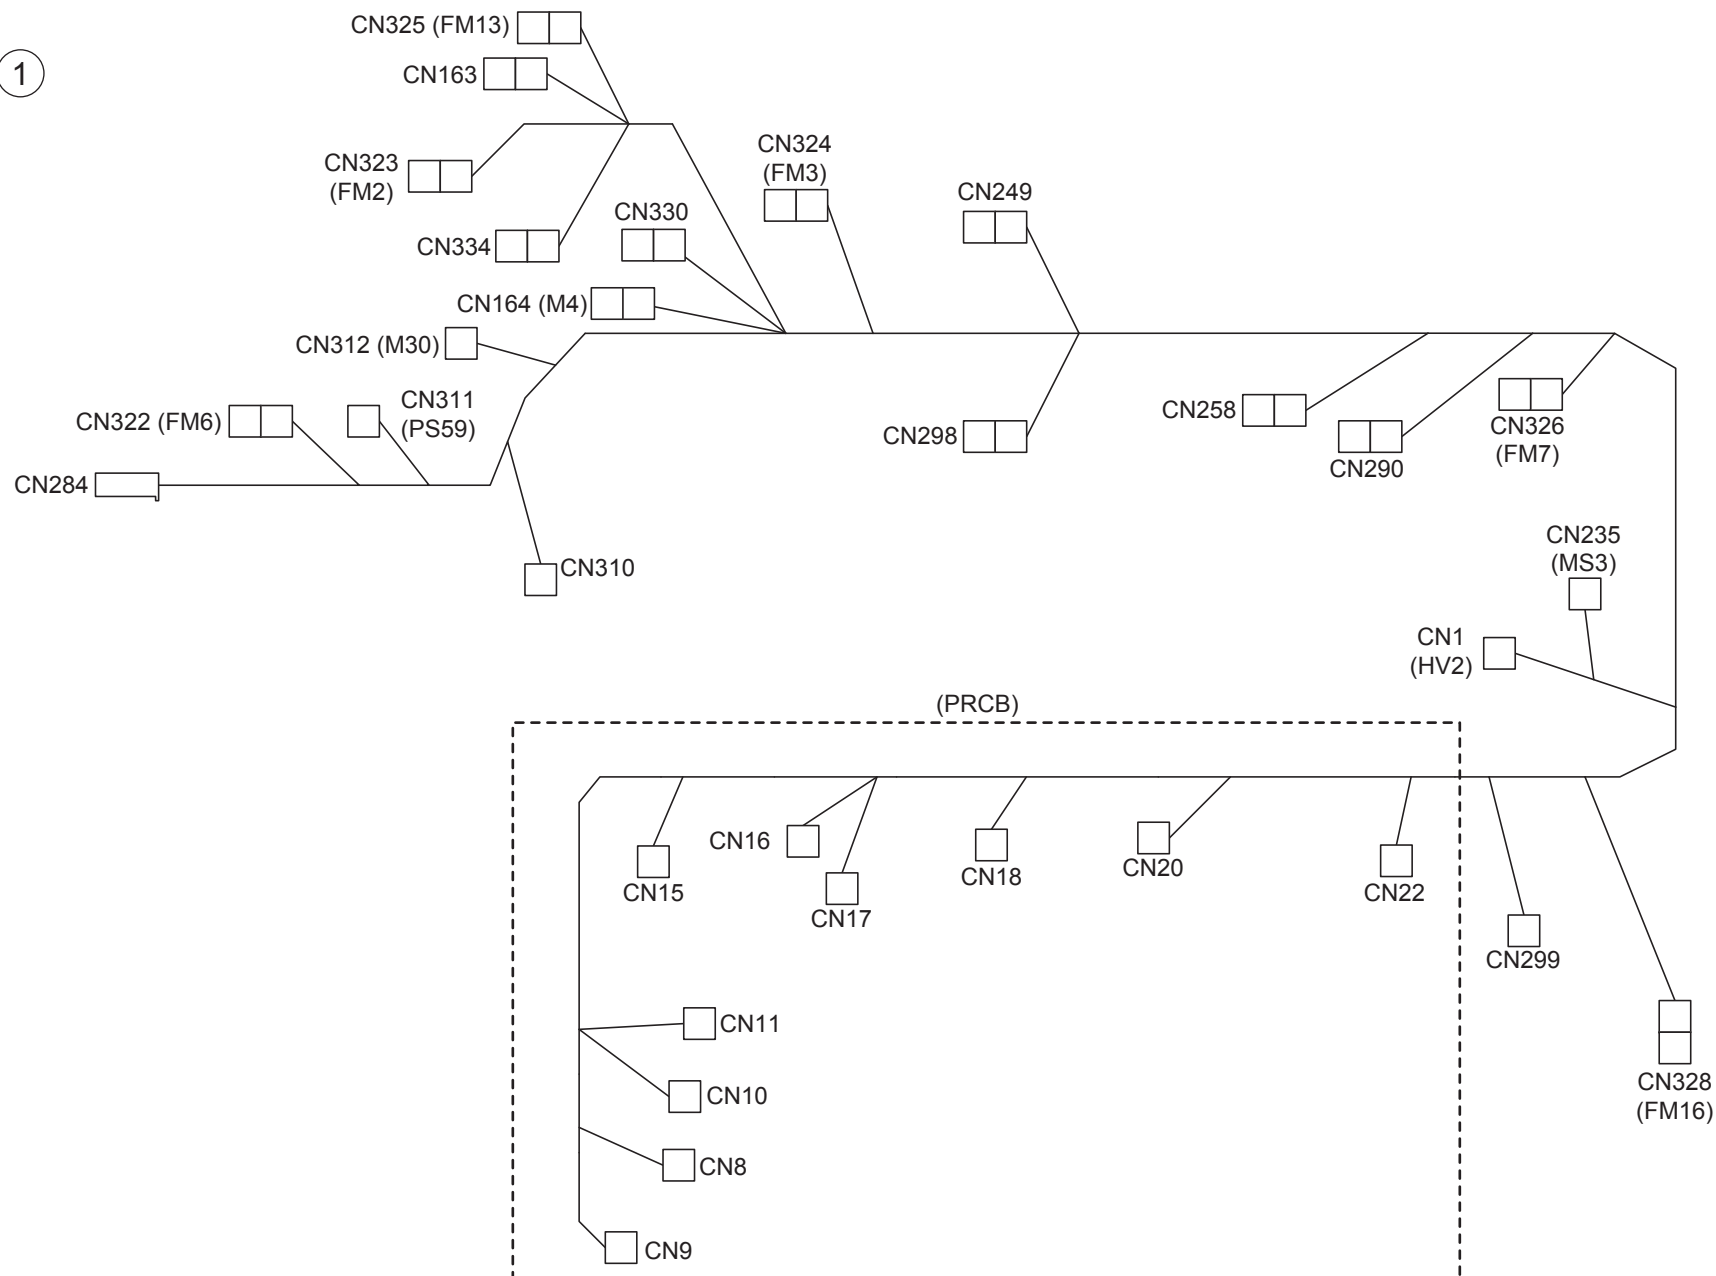 1
CN325 (FM13)
CN163
CN323
(FM2)
CN324
(FM3)
CN249
CN334
CN330
CN164 (M4)
CN312 (M30)
CN322 (FM6)
CN311
(PS59)
CN284
CN298
CN258
CN290
CN326
(FM7)
CN310
CN235
(MS3)
CN1
(HV2)
(PRCB)
CN15
CN16
CN17
CN18
CN20
CN22
CN299
CN11
CN10
CN8
CN9
CN328
(FM16)